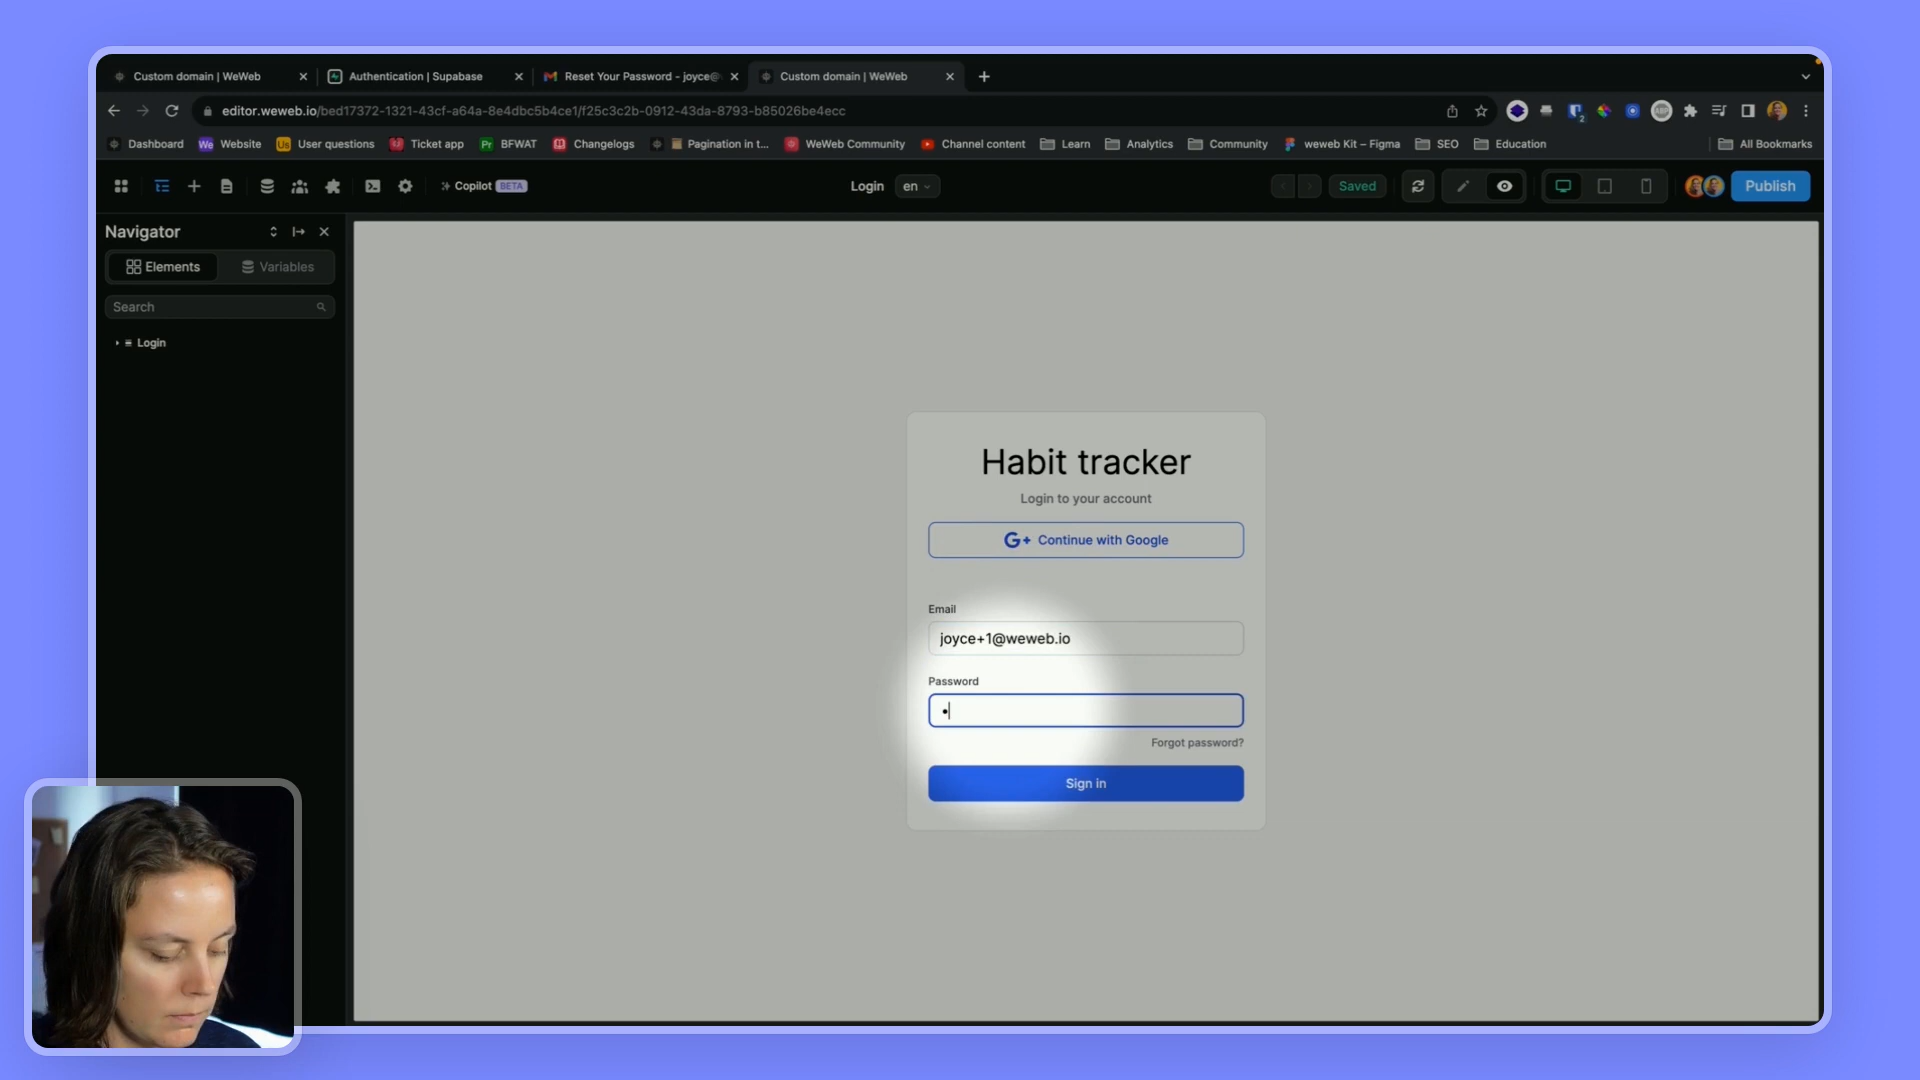 Custom domain | WeWeb
Authentication | Supabase
Reset Your Password - joyce@
Custom domain | WeWeb
editor.weweb.io/bed17372-1321-43cf-a64a-8e4dbc5b4ce1/f25c3c2b-0912-43da-8793-b85026be4ecc
Dashboard
We Website
Us User questions
Ticket app
Pr BFWAT
Changelogs
Pagination in t...
WeWeb Community
Channel content
Learn
Analytics
Community
weweb Kit – Figma
SEO
Education
All Bookmarks
Copilot BETA
Login
en
Saved
Publish
Navigator
Elements
Variables
Search
Login
Habit tracker
Login to your account
G+ Continue with Google
Email
joyce+1@weweb.io
Password
•
Forgot password?
Sign in